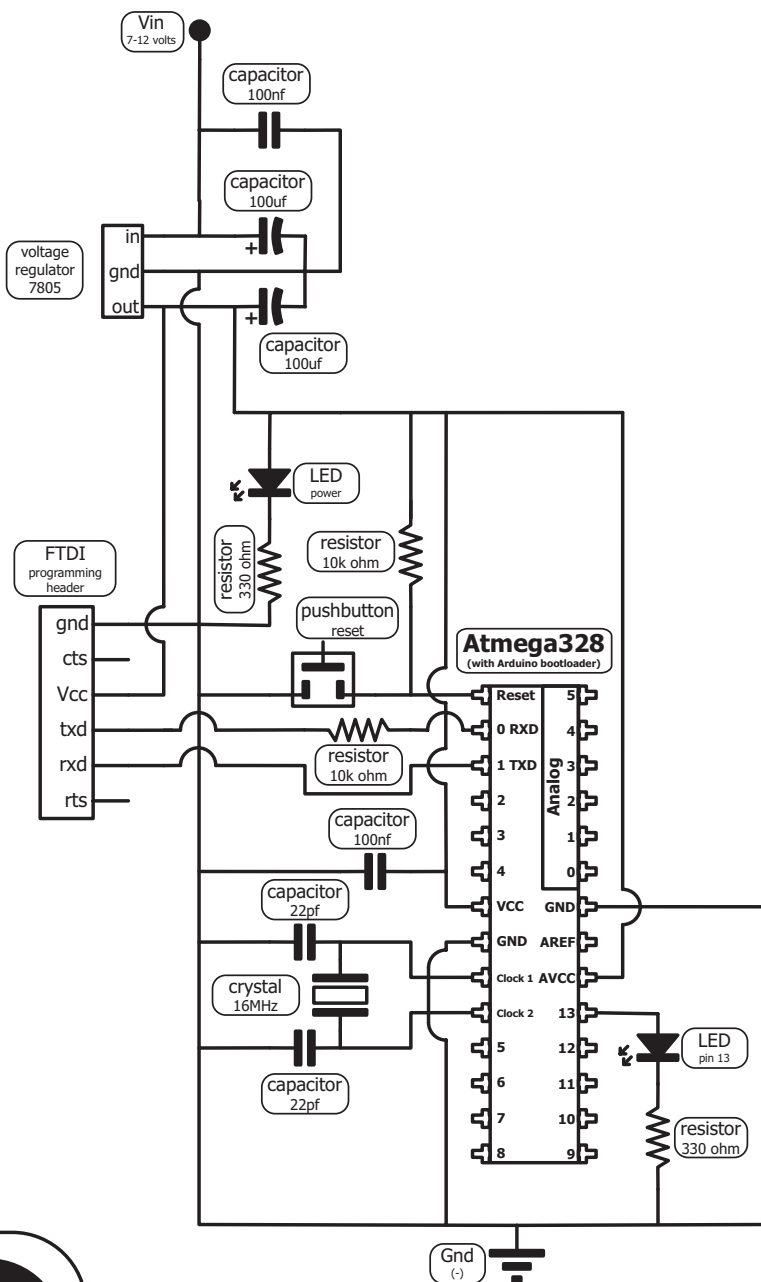 Vin
7-12 volts
capacitor
100nf
capacitor
100uf
in
voltage
regulator
7805
gnd
out
+
+
capacitor
100uf
LED
power
resistor
330 ohm
resistor
10k ohm
FTDI
programming
header
pushbutton
reset
gnd
cts
Vcc
txd
rxd
rts
Atmega328
(with Arduino bootloader)
resistor
10k ohm
capacitor
100nf
capacitor
22pf
crystal
16MHz
capacitor
22pf
Reset
0 RXD
1 TXD
2
3
4
VCC
GND
Clock 1
Clock 2
5
6
7
8
Analog
5
4
3
2
1
0
GND
AREF
AVCC
13
12
11
10
9
LED
pin 13
resistor
330 ohm
Gnd
(-)